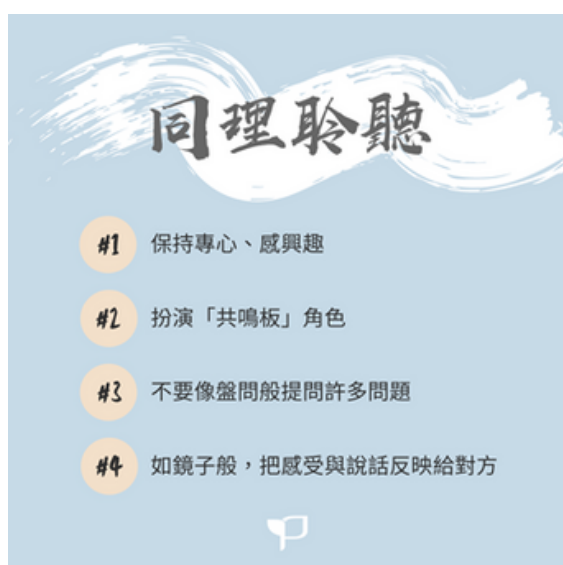 同理聆聽
#1 保持專心、感興趣
#2 扮演「共鳴板」角色
#3 不要像盤問般提問許多問題
#4 如鏡子般，把感受與說話反映給對方